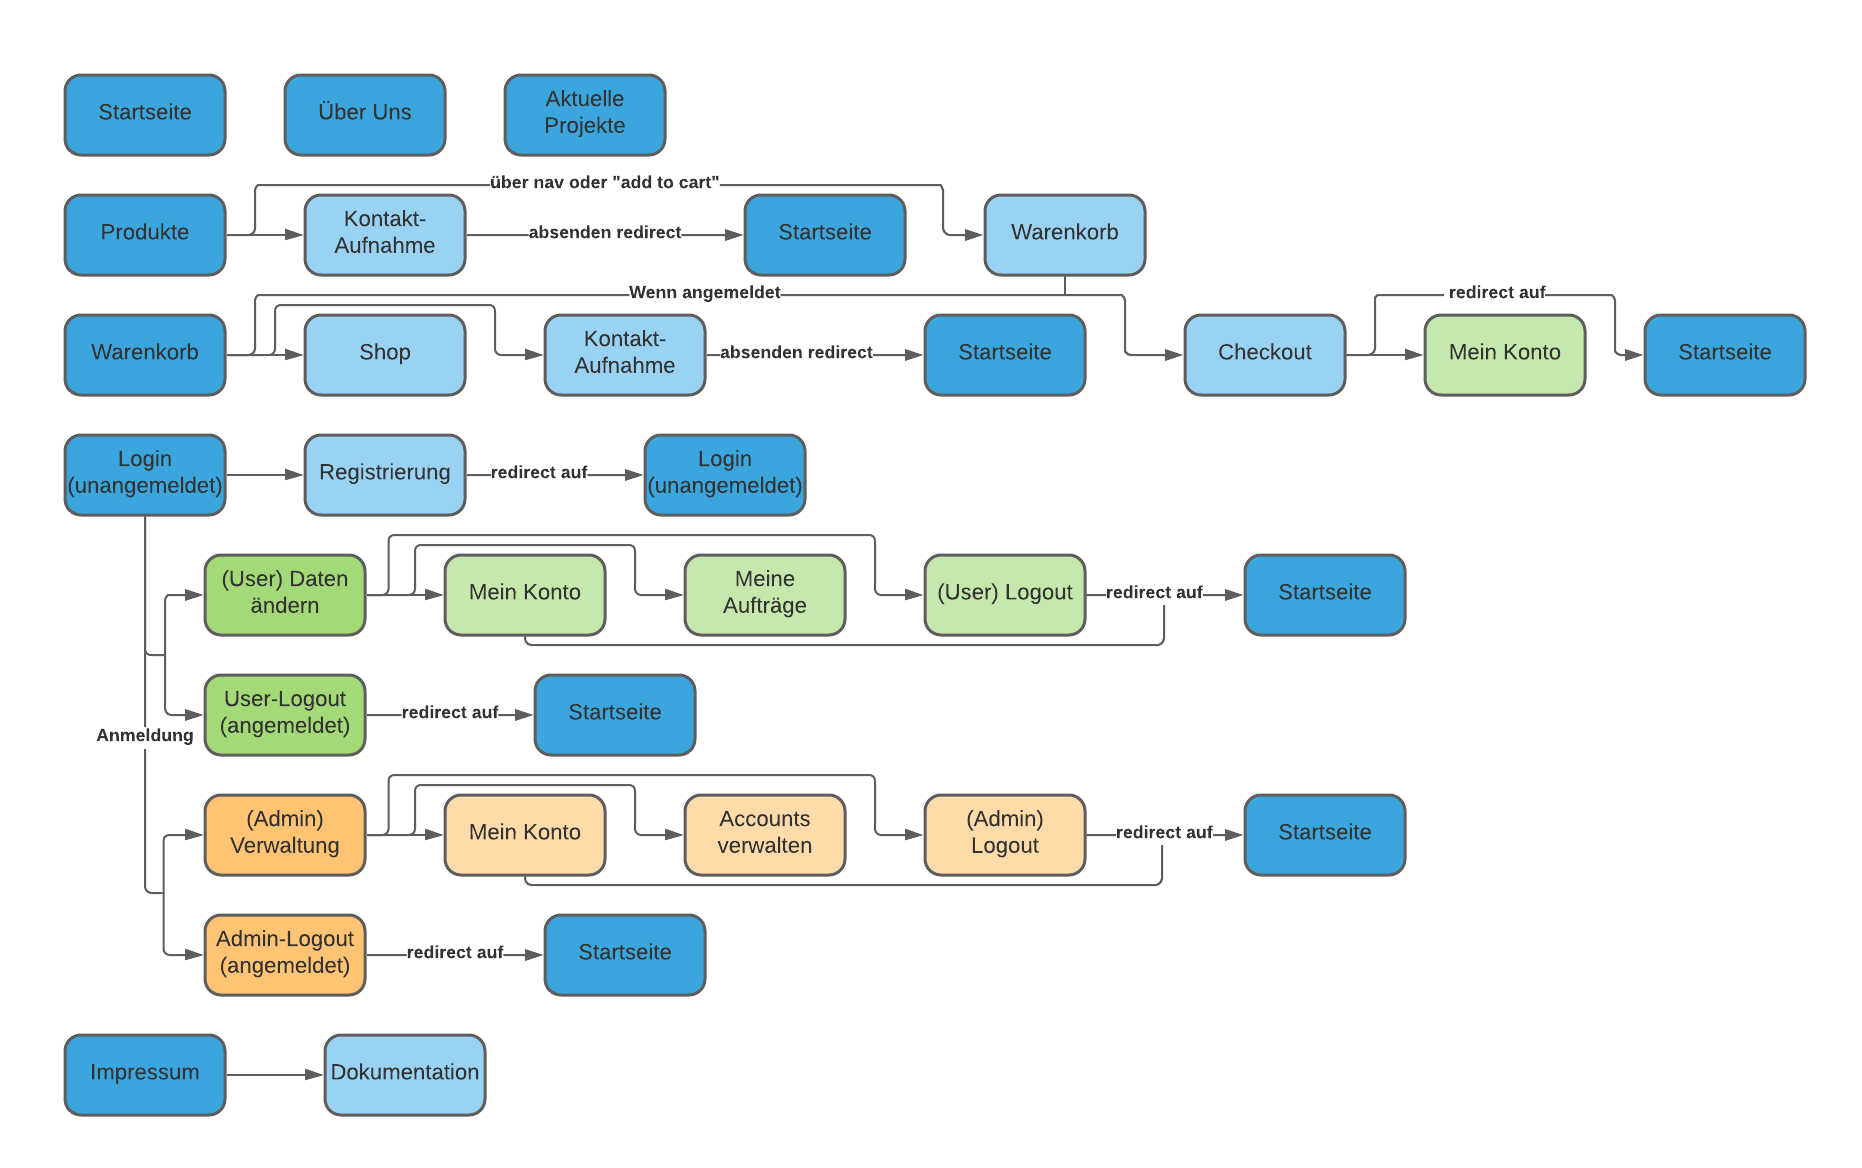 Startseite
Über Uns
Aktuelle
Projekte
über nav oder "add to cart"
Produkte
Kontakt-
Aufnahme
absenden redirect
Startseite
Warenkorb
Wenn angemeldet
redirect auf
Warenkorb
Shop
Kontakt-
Aufnahme
absenden redirect
Startseite
Checkout
Mein Konto
Startseite
Login
(unangemeldet)
Registrierung
redirect auf
Login
(unangemeldet)
(User) Daten
ändern
Mein Konto
Meine
Aufträge
(User) Logout
redirect auf
Startseite
User-Logout
(angemeldet)
redirect auf
Startseite
Anmeldung
(Admin)
Verwaltung
Mein Konto
Accounts
verwalten
(Admin)
Logout
redirect auf
Startseite
Admin-Logout
(angemeldet)
redirect auf
Startseite
Impressum
Dokumentation